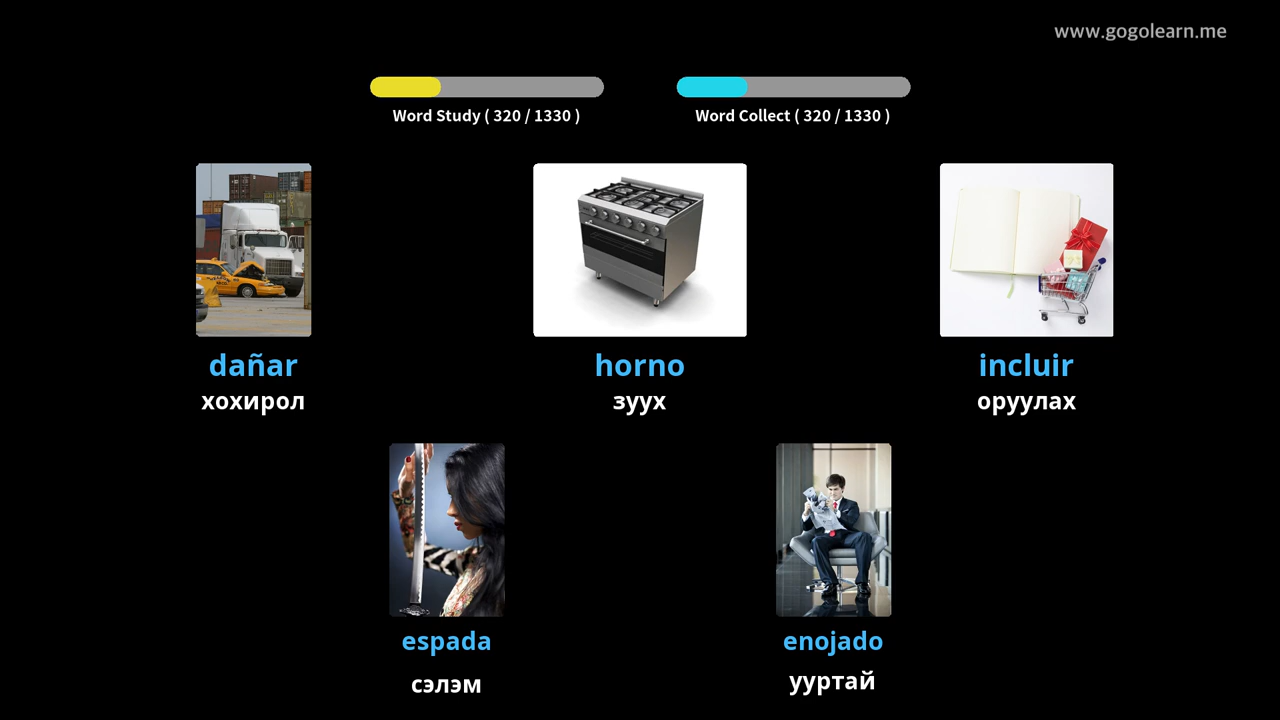 www.gogolearn.me
Word Study ( 320 / 1330 )
Word Collect ( 320 / 1330 )
dañar
хохирол
horno
зуух
incluir
оруулах
espada
сэлэм
enojado
ууртай